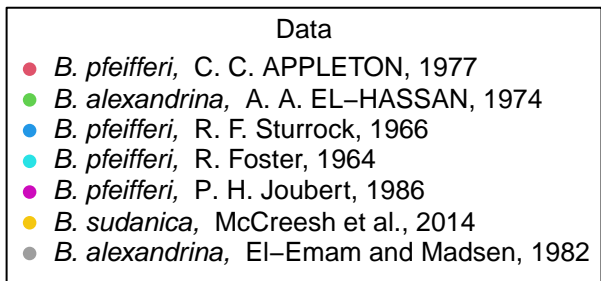 Data
B. pfeifferi, C. C. APPLETON, 1977
B. alexandrina, A. A. EL−HASSAN, 1974
B. pfeifferi, R. F. Sturrock, 1966
B. pfeifferi, R. Foster, 1964
B. pfeifferi, P. H. Joubert, 1986
B. sudanica, McCreesh et al., 2014
B. alexandrina, El−Emam and Madsen, 1982